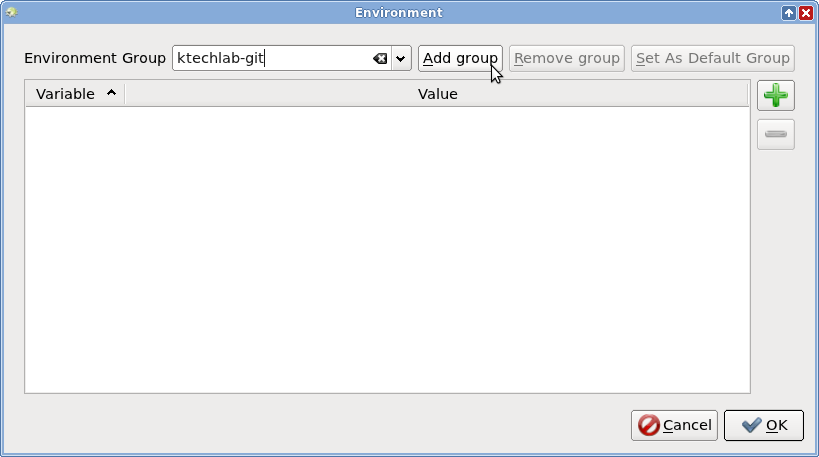 Environment
Environment Group ktechlab-git Add group Remove group Set As Default Group
Variable Value
Cancel OK